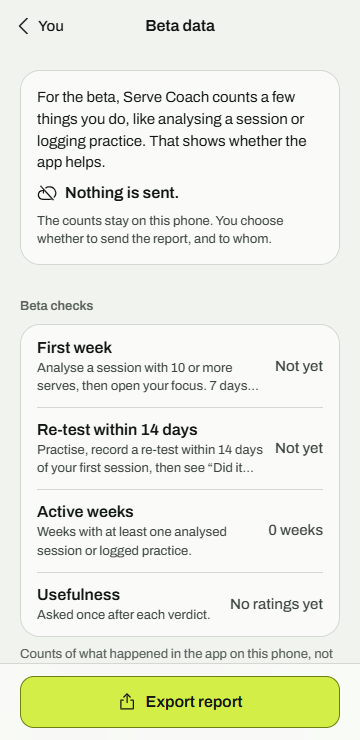 You
Beta data
For the beta, Serve Coach counts a few
things you do, like analysing a session or
logging practice. That shows whether the
app helps.
Nothing is sent.
The counts stay on this phone. You choose
whether to send the report, and to whom.
Beta checks
First week
Analyse a session with 10 or more
serves, then open your focus. 7 days...
Not yet
Re-test within 14 days
Practise, record a re-test within 14 days
of your first session, then see “Did it...
Not yet
Active weeks
Weeks with at least one analysed
session or logged practice.
0 weeks
Usefulness
Asked once after each verdict.
No ratings yet
Counts of what happened in the app on this phone, not
Export report